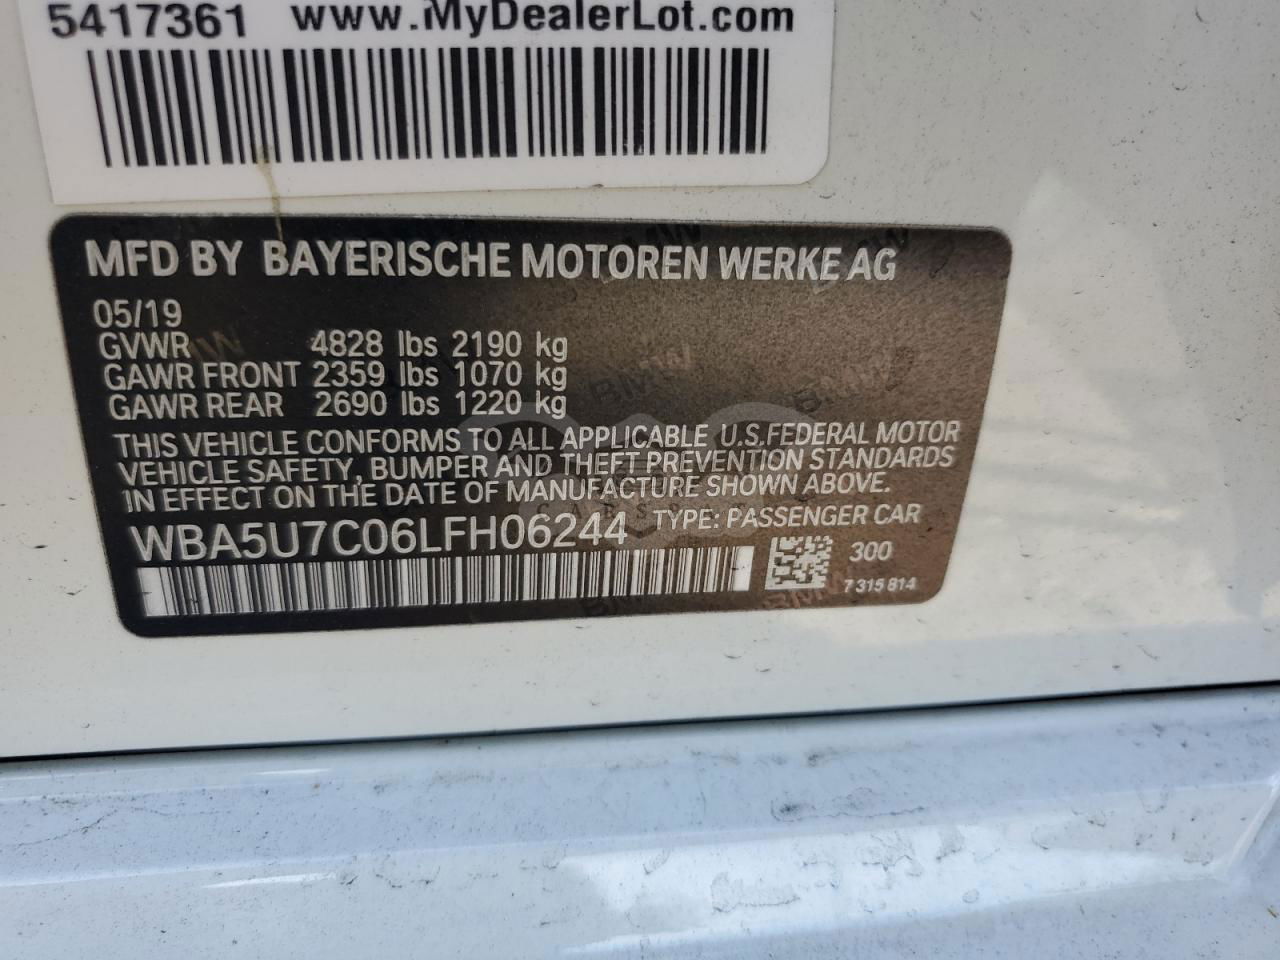 5417361 www.MyDealerLot.com
MFD BY BAYERISCHE MOTOREN WERKE AG
05/19
GVWR 4828 lbs 2190 kg
GAWR FRONT 2359 lbs 1070 kg
GAWR REAR 2690 lbs 1220 kg
THIS VEHICLE CONFORMS TO ALL APPLICABLE U.S.FEDERAL MOTOR
VEHICLE SAFETY, BUMPER AND THEFT PREVENTION STANDARDS
IN EFFECT ON THE DATE OF MANUFACTURE SHOWN ABOVE.
WBA5U7C06LFH06244 TYPE: PASSENGER CAR
300
7 315 814